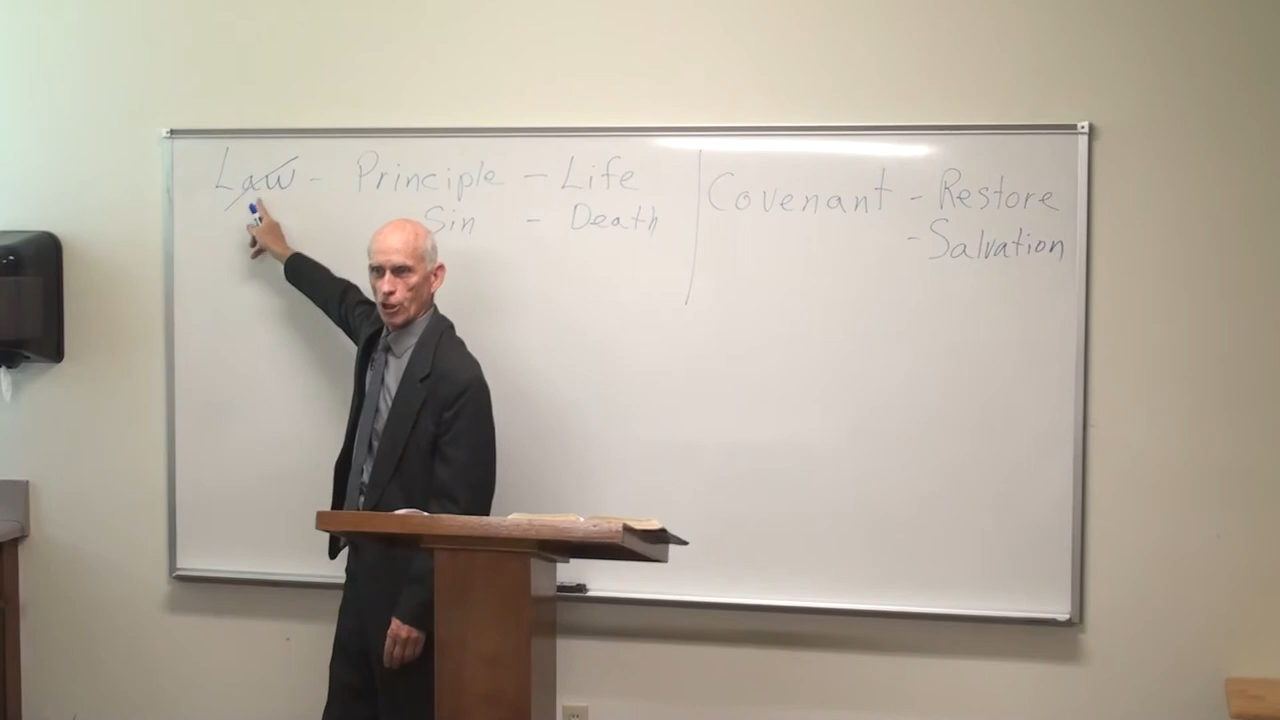 Law - Principle - Life
Sin - Death
Covenant - Restore
- Salvation